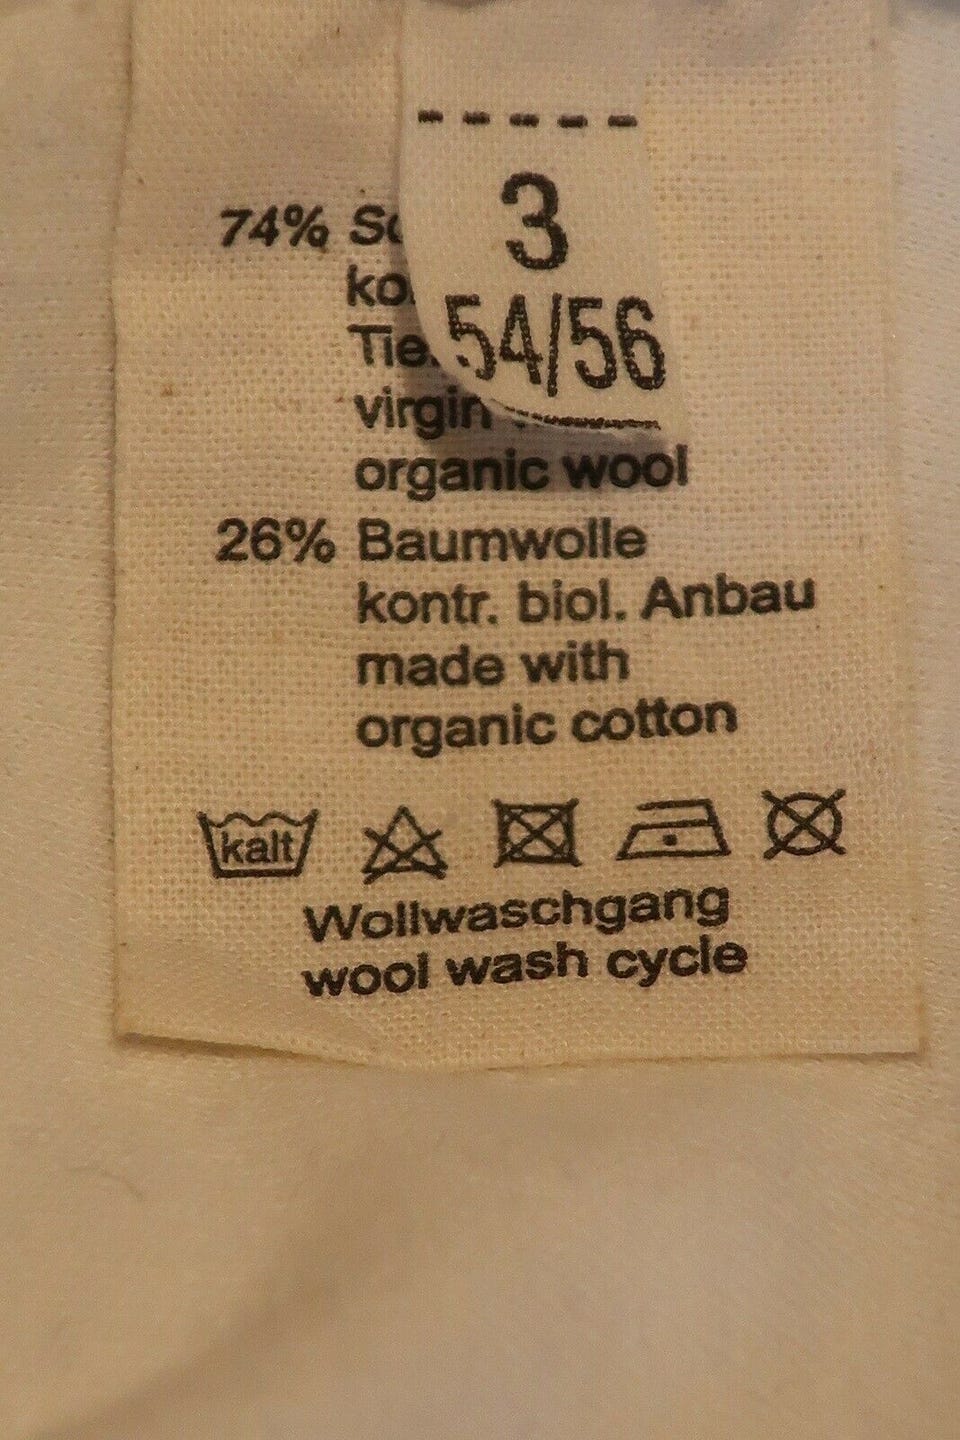 3
54/56
74%
virgin
organic wool
26% Baumwolle
kontr. biol. Anbau
made with
organic cotton
kalt
Wollwaschgang
wool wash cycle